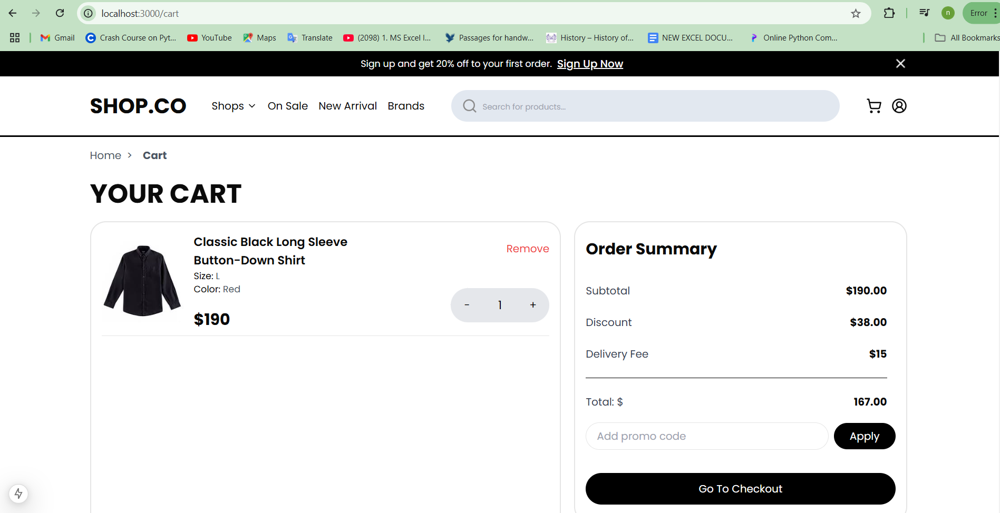 localhost:3000/cart
n
Error
Gmail
Crash Course on Pyt...
YouTube
Maps
Translate
(2098) 1. MS Excel l...
Passages for handw...
History – History of...
NEW EXCEL DOCU...
Online Python Com...
All Bookmarks
Sign up and get 20% off to your first order. Sign Up Now
SHOP.CO
Shops
On Sale
New Arrival
Brands
Search for products...
Home > Cart
YOUR CART
Classic Black Long Sleeve
Button-Down Shirt
Size: L
Color: Red
$190
Remove
- 1 +
Order Summary
Subtotal $190.00
Discount $38.00
Delivery Fee $15
Total: $ 167.00
Add promo code
Apply
Go To Checkout